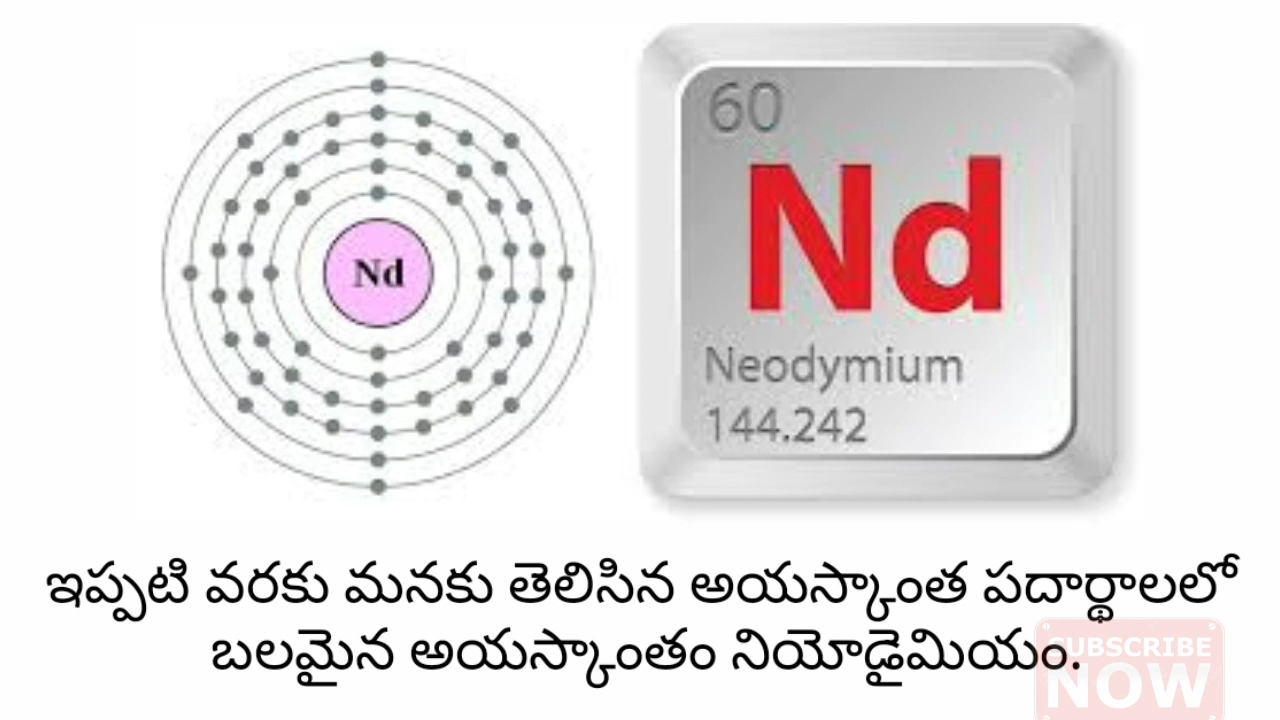 Nd
60
Nd
Neodymium
144.242
ఇప్పటి వరకు మనకు తెలిసిన అయస్కాంత పదార్థాలలో
బలమైన అయస్కాంతం నియోడైమియం.
SUBSCRIBE
NOW